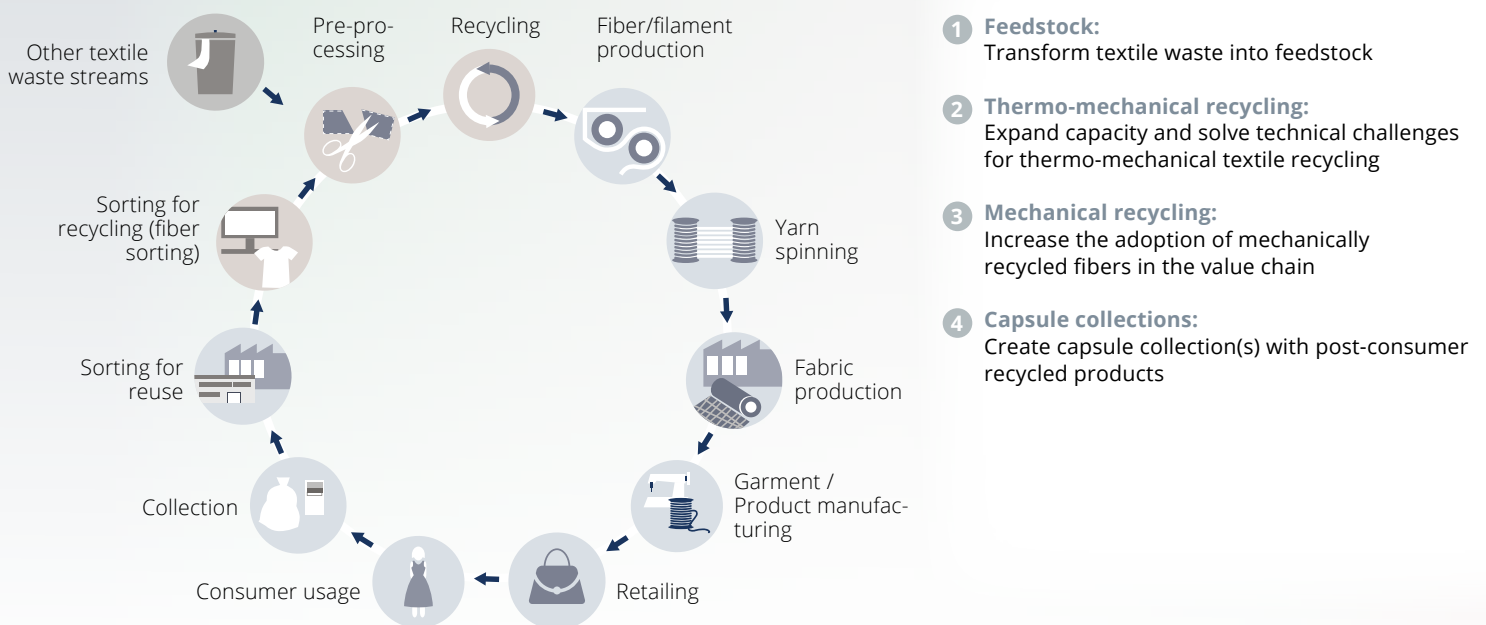 Other textile
waste streams
Pre-pro-
cessing
Recycling
Fiber/filament
production
Yarn
spinning
Fabric
production
Garment /
Product manufac-
turing
Retailing
Consumer usage
Collection
Sorting for
reuse
Sorting for
recycling (fiber
sorting)
1 Feedstock:
Transform textile waste into feedstock
2 Thermo-mechanical recycling:
Expand capacity and solve technical challenges
for thermo-mechanical textile recycling
3 Mechanical recycling:
Increase the adoption of mechanically
recycled fibers in the value chain
4 Capsule collections:
Create capsule collection(s) with post-consumer
recycled products